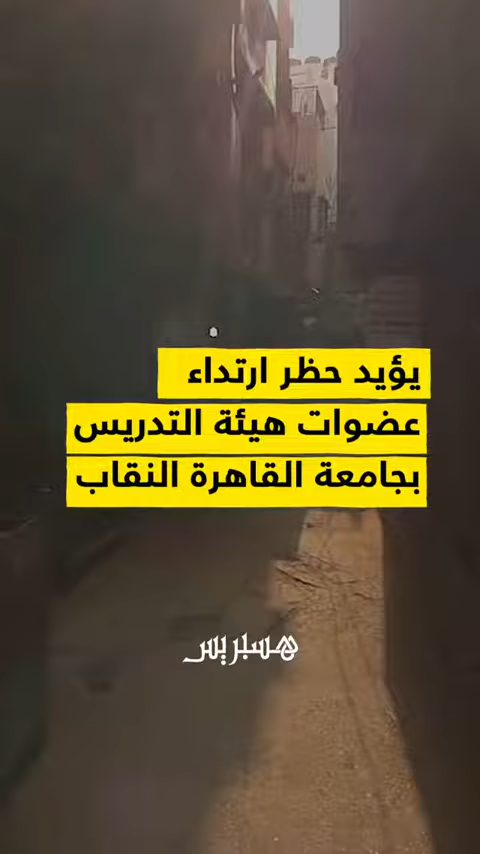 يؤيد حظر ارتداء
عضوات هيئة التدريس
بجامعة القاهرة النقاب
هسبريس